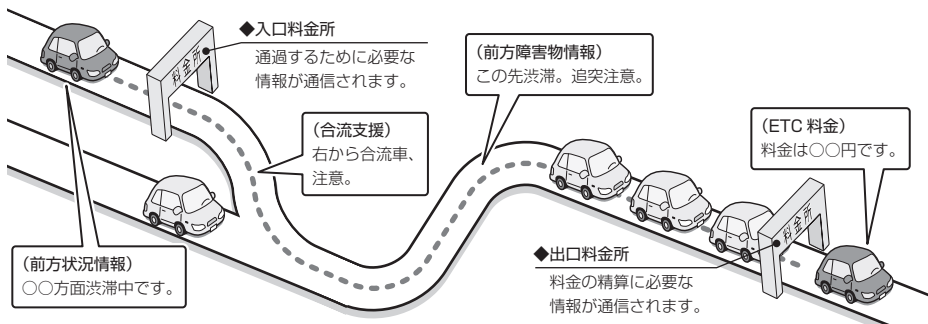 ◆入口料金所
通過するために必要な
情報が通信されます。
料金所
(前方障害物情報)
この先渋滞。追突注意。
(合流支援)
右から合流車、
注意。
(ETC 料金)
料金は○○円です。
(前方状況情報)
○○方面渋滞中です。
料金所
◆出口料金所
料金の精算に必要な
情報が通信されます。